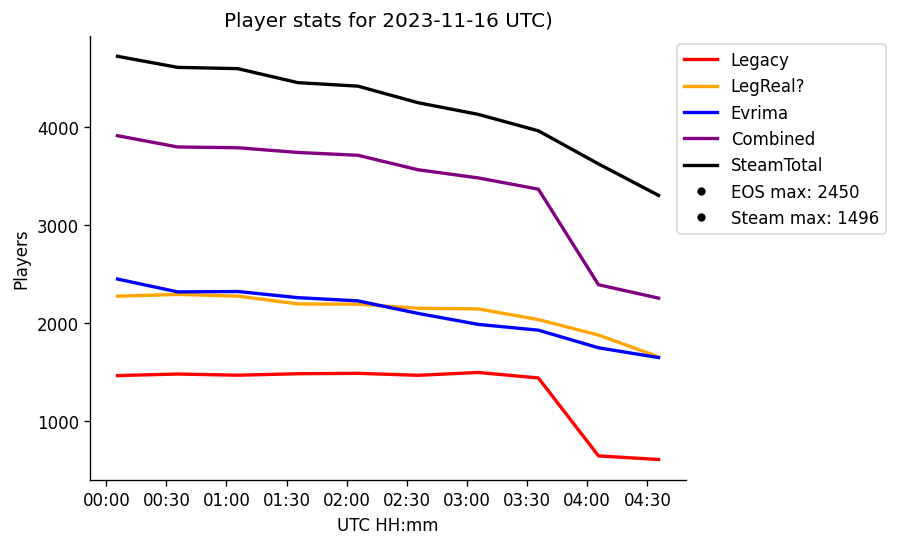 Player stats for 2023-11-16 UTC)
Legacy
LegReal?
Evrima
Combined
SteamTotal
EOS max: 2450
Steam max: 1496
Players
4000
3000
2000
1000
00:00 00:30 01:00 01:30 02:00 02:30 03:00 03:30 04:00 04:30
UTC HH:mm